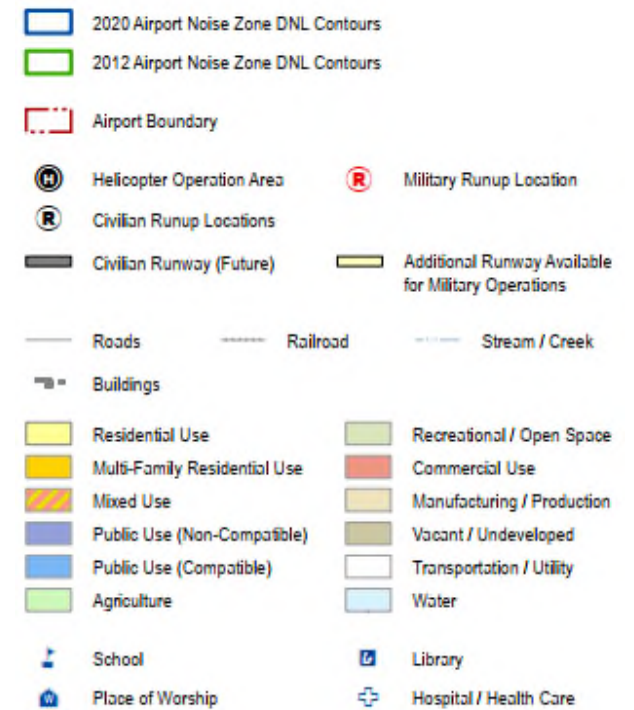 2020 Airport Noise Zone DNL Contours
2012 Airport Noise Zone DNL Contours
Airport Boundary
H Helicopter Operation Area
R Military Runup Location
R Civilian Runup Locations
Civilian Runway (Future)
Additional Runway Available
for Military Operations
Roads
Railroad
Stream / Creek
Buildings
Residential Use
Recreational / Open Space
Multi-Family Residential Use
Commercial Use
Mixed Use
Manufacturing / Production
Public Use (Non-Compatible)
Vacant / Undeveloped
Public Use (Compatible)
Transportation / Utility
Agriculture
Water
School
L Library
W Place of Worship
Hospital / Health Care